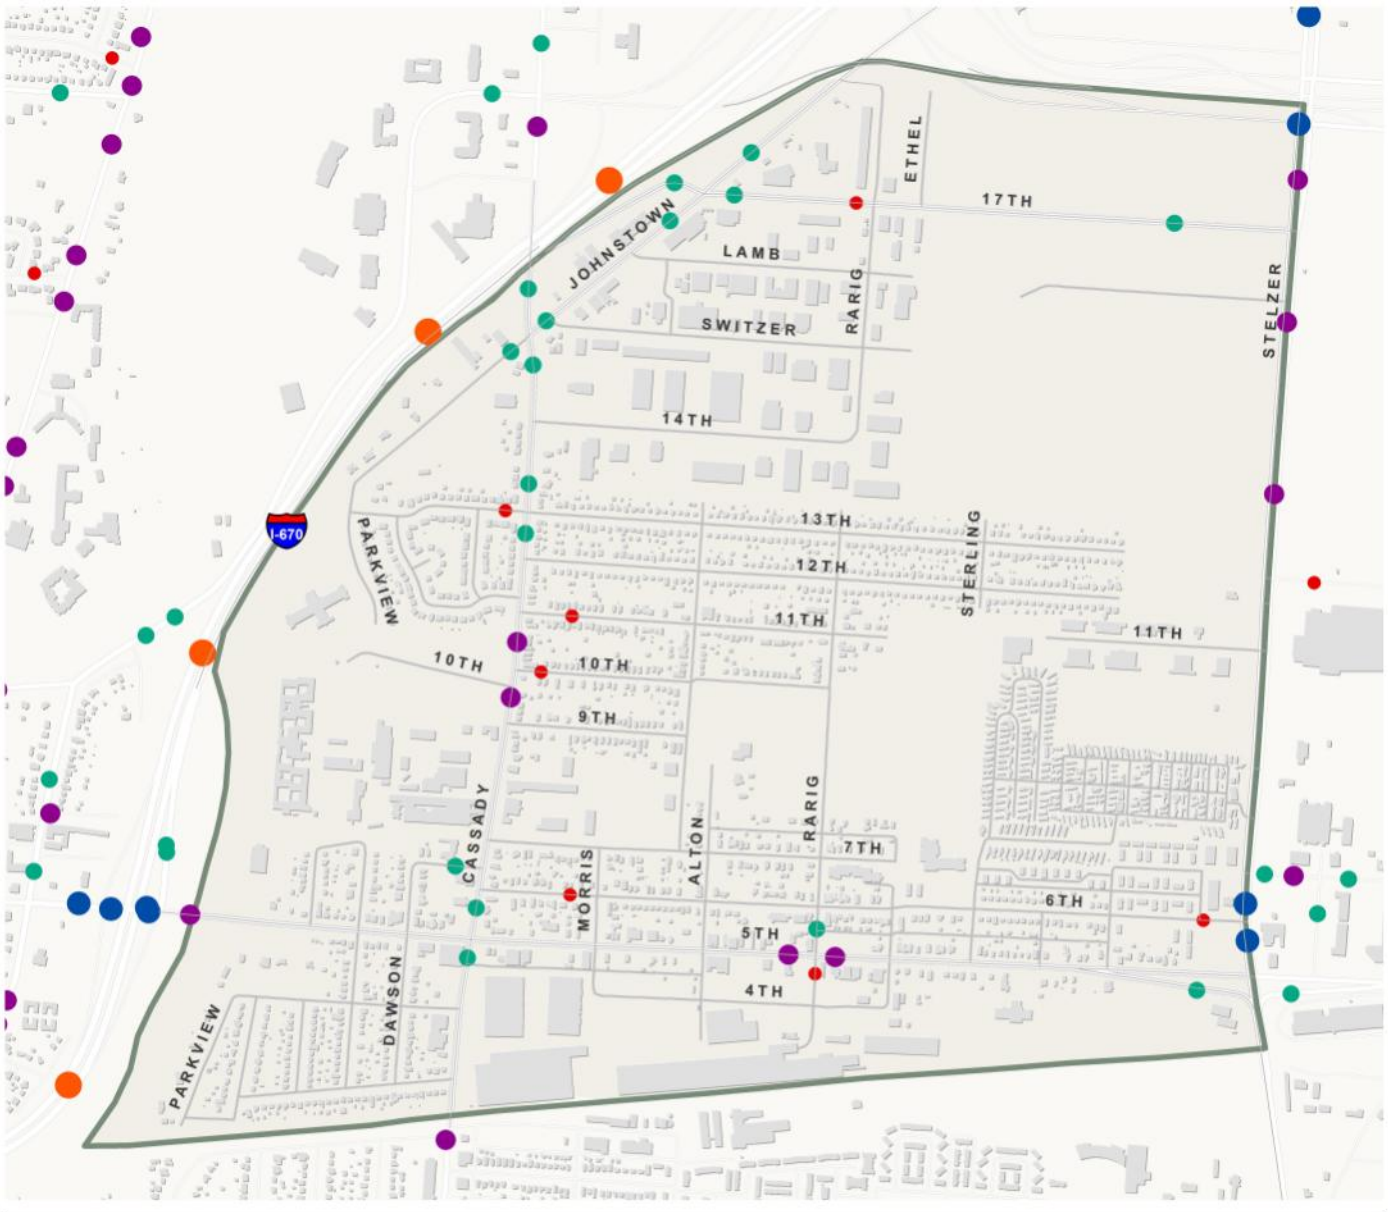 ETHEL
17TH
JOHNSTOWN
LAMB
RARIG
STELZER
SWITZER
14TH
I-670
PARKVIEW
13TH
STERLING
12TH
11TH
11TH
10TH
10TH
9TH
CASSADY
RARIG
ALTON
MORRIS
7TH
6TH
5TH
4TH
DAWSON
PARKVIEW